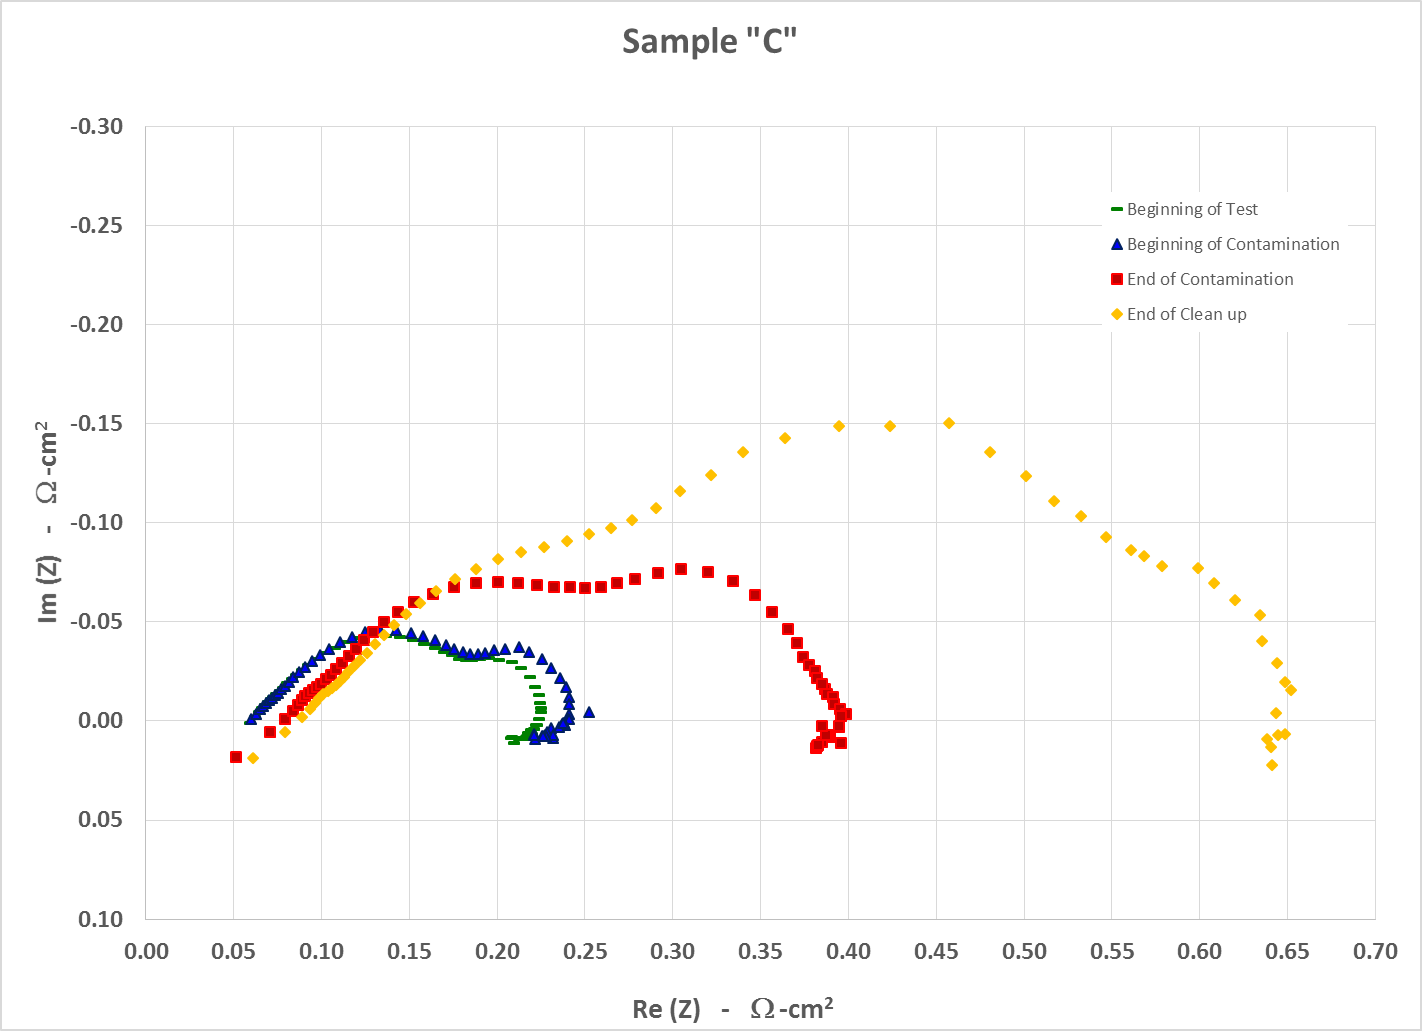 Sample "C"
-0.30
-0.25
-0.20
-0.15
-0.10
-0.05
0.00
0.05
0.10
Im (Z) - Ω -cm²
Beginning of Test
Beginning of Contamination
End of Contamination
End of Clean up
0.00 0.05 0.10 0.15 0.20 0.25 0.30 0.35 0.40 0.45 0.50 0.55 0.60 0.65 0.70
Re (Z) - Ω -cm²